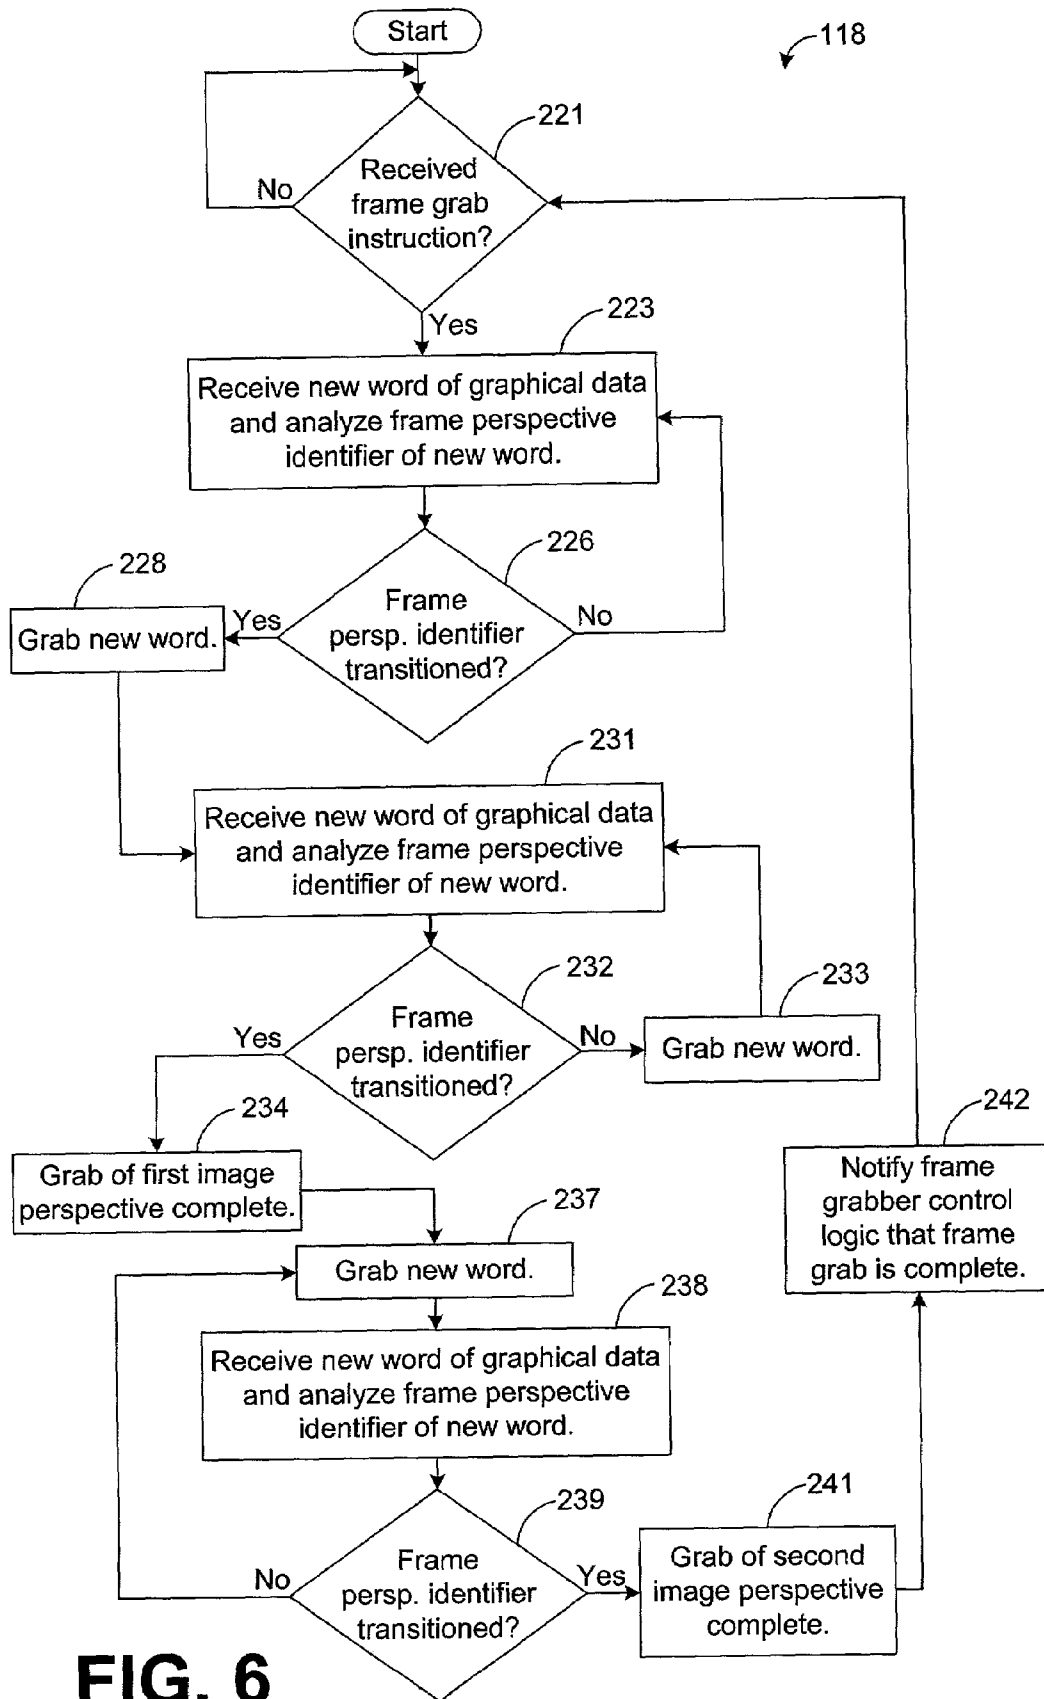 Start
118
221
Received
frame grab
instruction?
No
Yes
223
Receive new word of graphical data
and analyze frame perspective
identifier of new word.
226
228
Frame
persp. identifier
transitioned?
Yes
No
Grab new word.
231
Receive new word of graphical data
and analyze frame perspective
identifier of new word.
232
233
Frame
persp. identifier
transitioned?
Yes
No
Grab new word.
234
Grab of first image
perspective complete.
242
Notify frame
grabber control
logic that frame
grab is complete.
237
Grab new word.
238
Receive new word of graphical data
and analyze frame perspective
identifier of new word.
239
241
Frame
persp. identifier
transitioned?
No
Yes
Grab of second
image perspective
complete.
FIG. 6